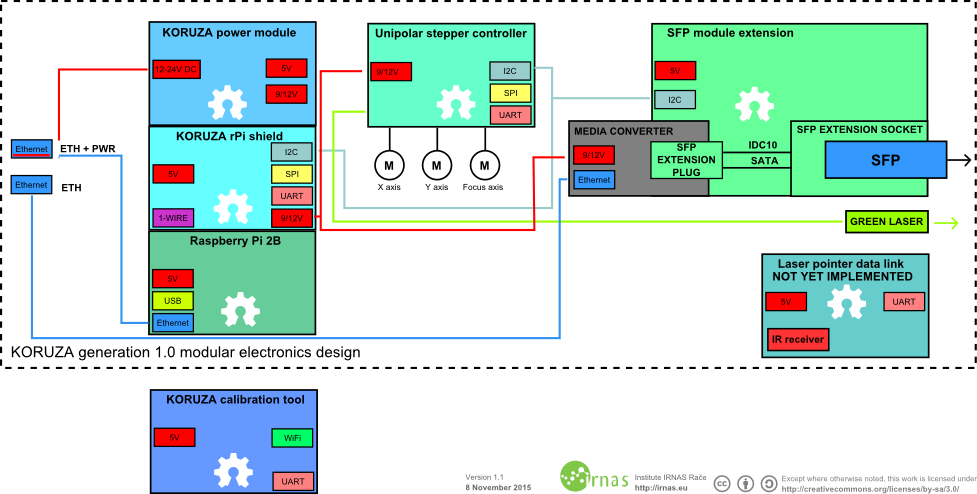 KORUZA power module
12-24V DC
5V
9/12V
KORUZA rPi shield
I2C
SPI
5V
UART
1-WIRE
9/12V
Raspberry Pi 2B
5V
USB
Ethernet
Ethernet
ETH + PWR
Ethernet
ETH
Unipolar stepper controller
9/12V
I2C
SPI
UART
M
M
M
X axis
Y axis
Focus axis
SFP module extension
5V
I2C
MEDIA CONVERTER
9/12V
Ethernet
SFP
EXTENSION
PLUG
IDC10
SATA
SFP EXTENSION SOCKET
SFP
GREEN LASER
Laser pointer data link
NOT YET IMPLEMENTED
5V
UART
IR receiver
KORUZA generation 1.0 modular electronics design
KORUZA calibration tool
5V
WiFi
UART
Version 1.1
8 November 2015
irnas
Institute IRNAS Rače
http://irnas.eu
cc
Except where otherwise noted, this work is licensed under
http://creativecommons.org/licenses/by-sa/3.0/